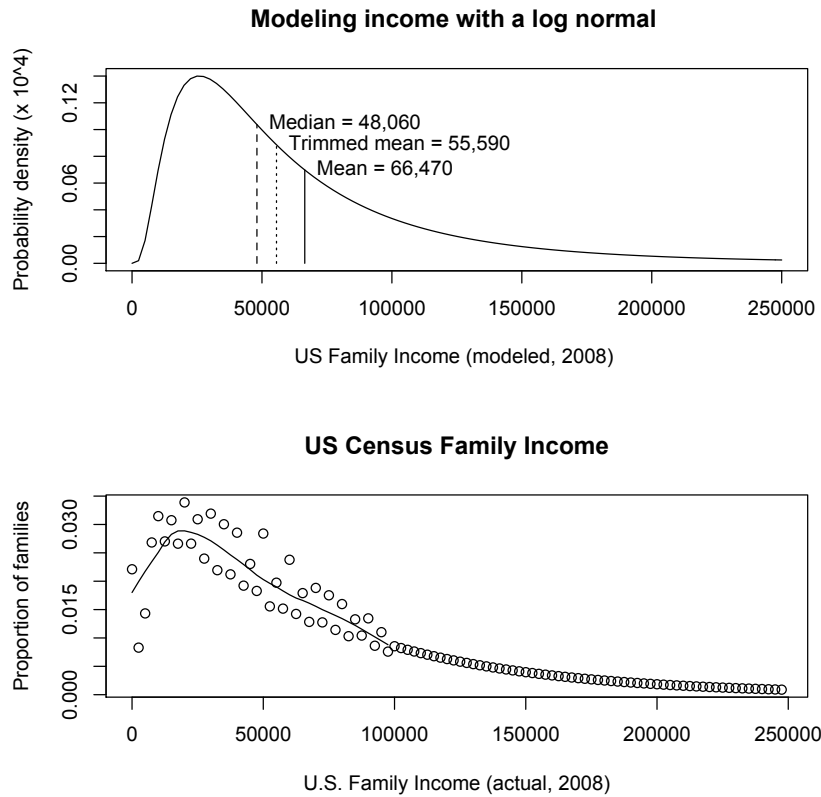 Modeling income with a log normal
Probability density (x 10^4)
0.12
0.06
0.00
Median = 48,060
Trimmed mean = 55,590
Mean = 66,470
0 50000 100000 150000 200000 250000
US Family Income (modeled, 2008)
US Census Family Income
Proportion of families
0.030
0.015
0.000
0 50000 100000 150000 200000 250000
U.S. Family Income (actual, 2008)